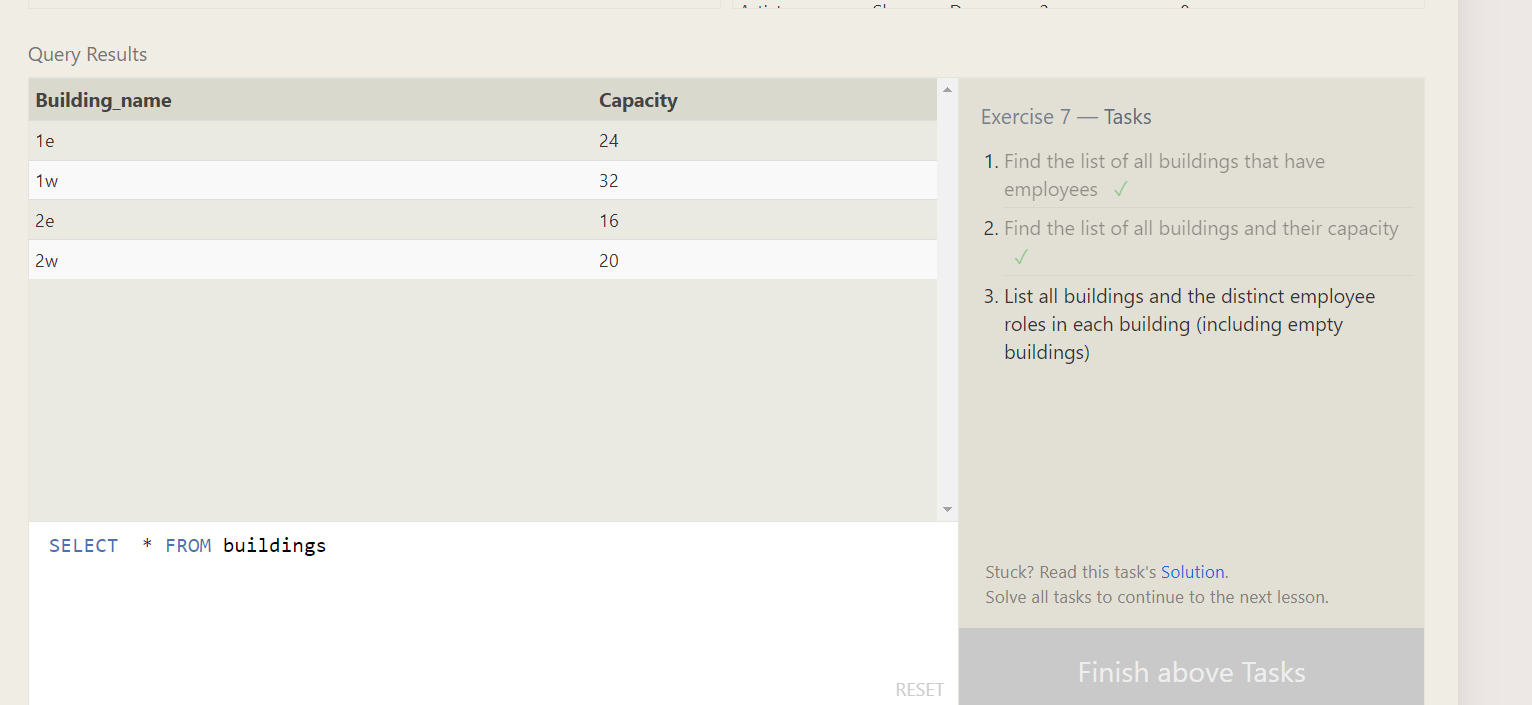 Query Results
Building_name Capacity
1e 24
1w 32
2e 16
2w 20
SELECT * FROM buildings
RESET
Exercise 7 — Tasks
1. Find the list of all buildings that have
employees ✓
2. Find the list of all buildings and their capacity
✓
3. List all buildings and the distinct employee
roles in each building (including empty
buildings)
Stuck? Read this task's Solution.
Solve all tasks to continue to the next lesson.
Finish above Tasks